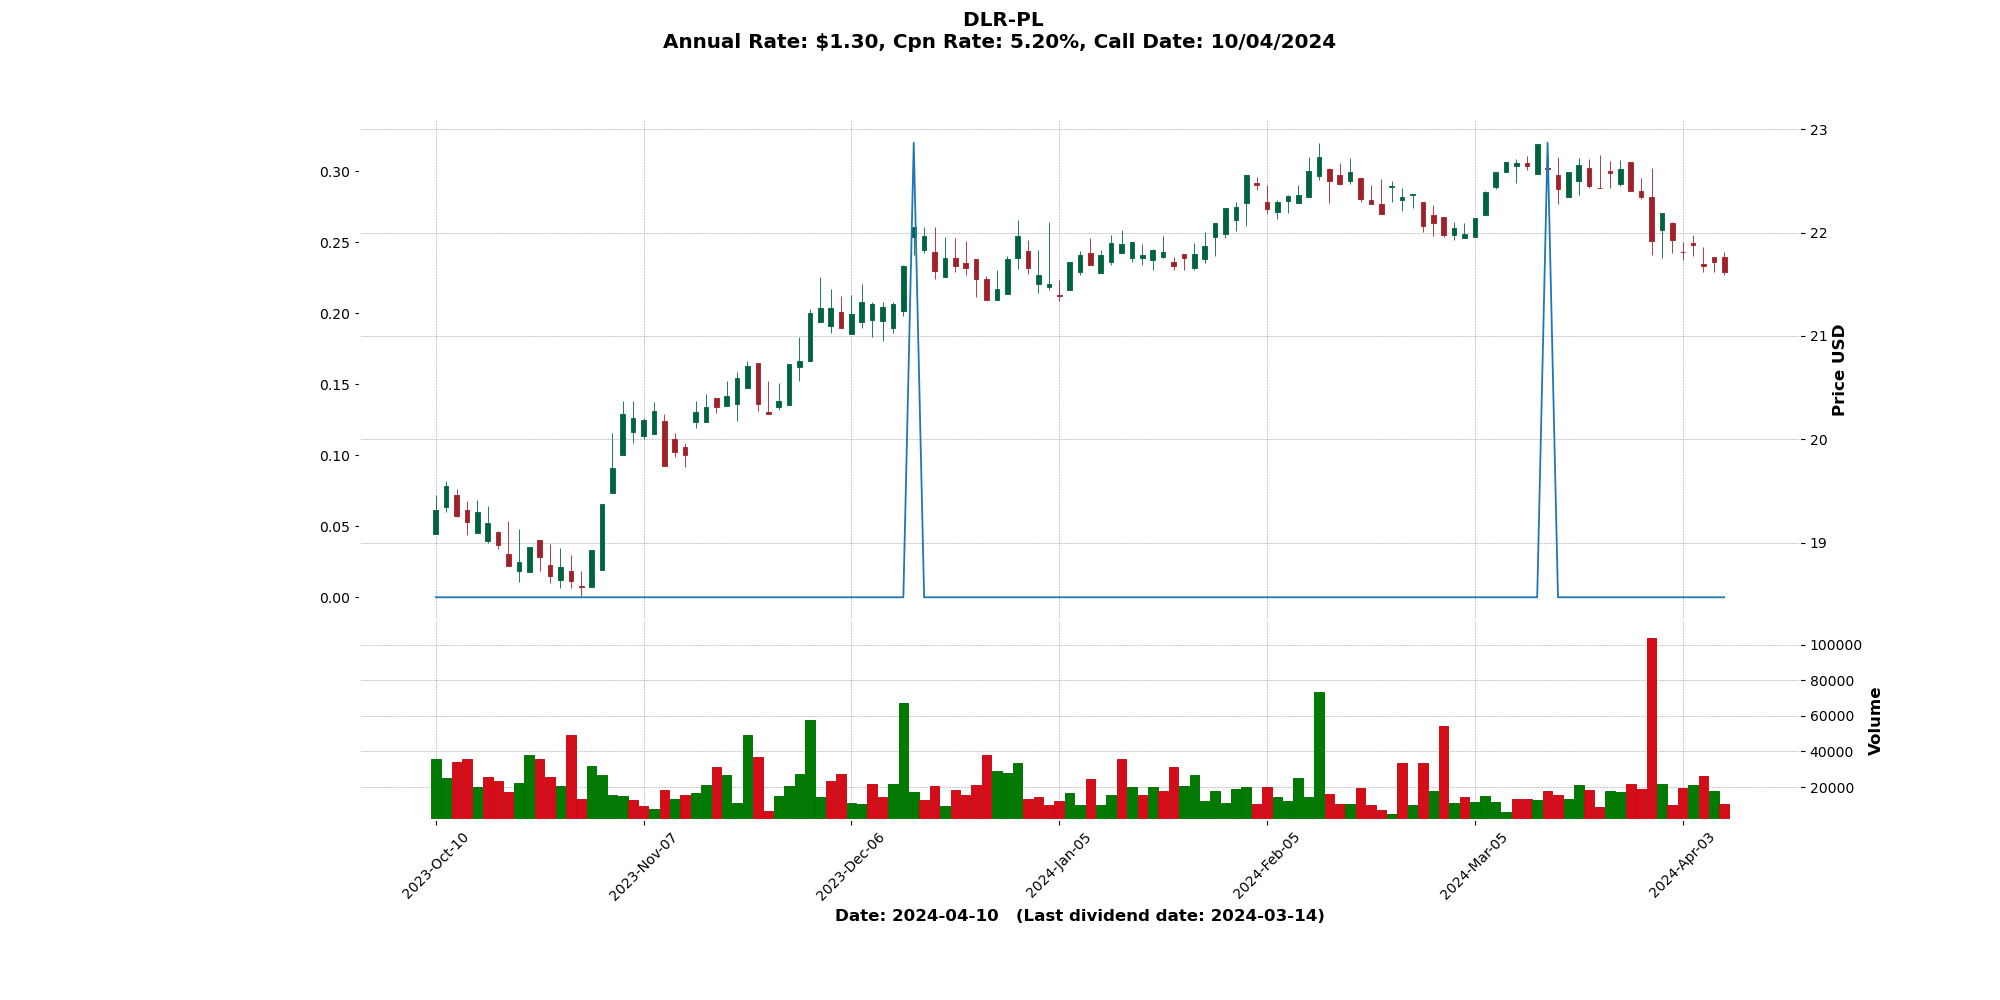 DLR-PL
Annual Rate: $1.30, Cpn Rate: 5.20%, Call Date: 10/04/2024
0.30
0.25
0.20
0.15
0.10
0.05
0.00
23
22
21
20
19
Price USD
100000
80000
60000
40000
20000
Volume
2023-Oct-10
2023-Nov-07
2023-Dec-06
2024-Jan-05
2024-Feb-05
2024-Mar-05
2024-Apr-03
Date: 2024-04-10 (Last dividend date: 2024-03-14)